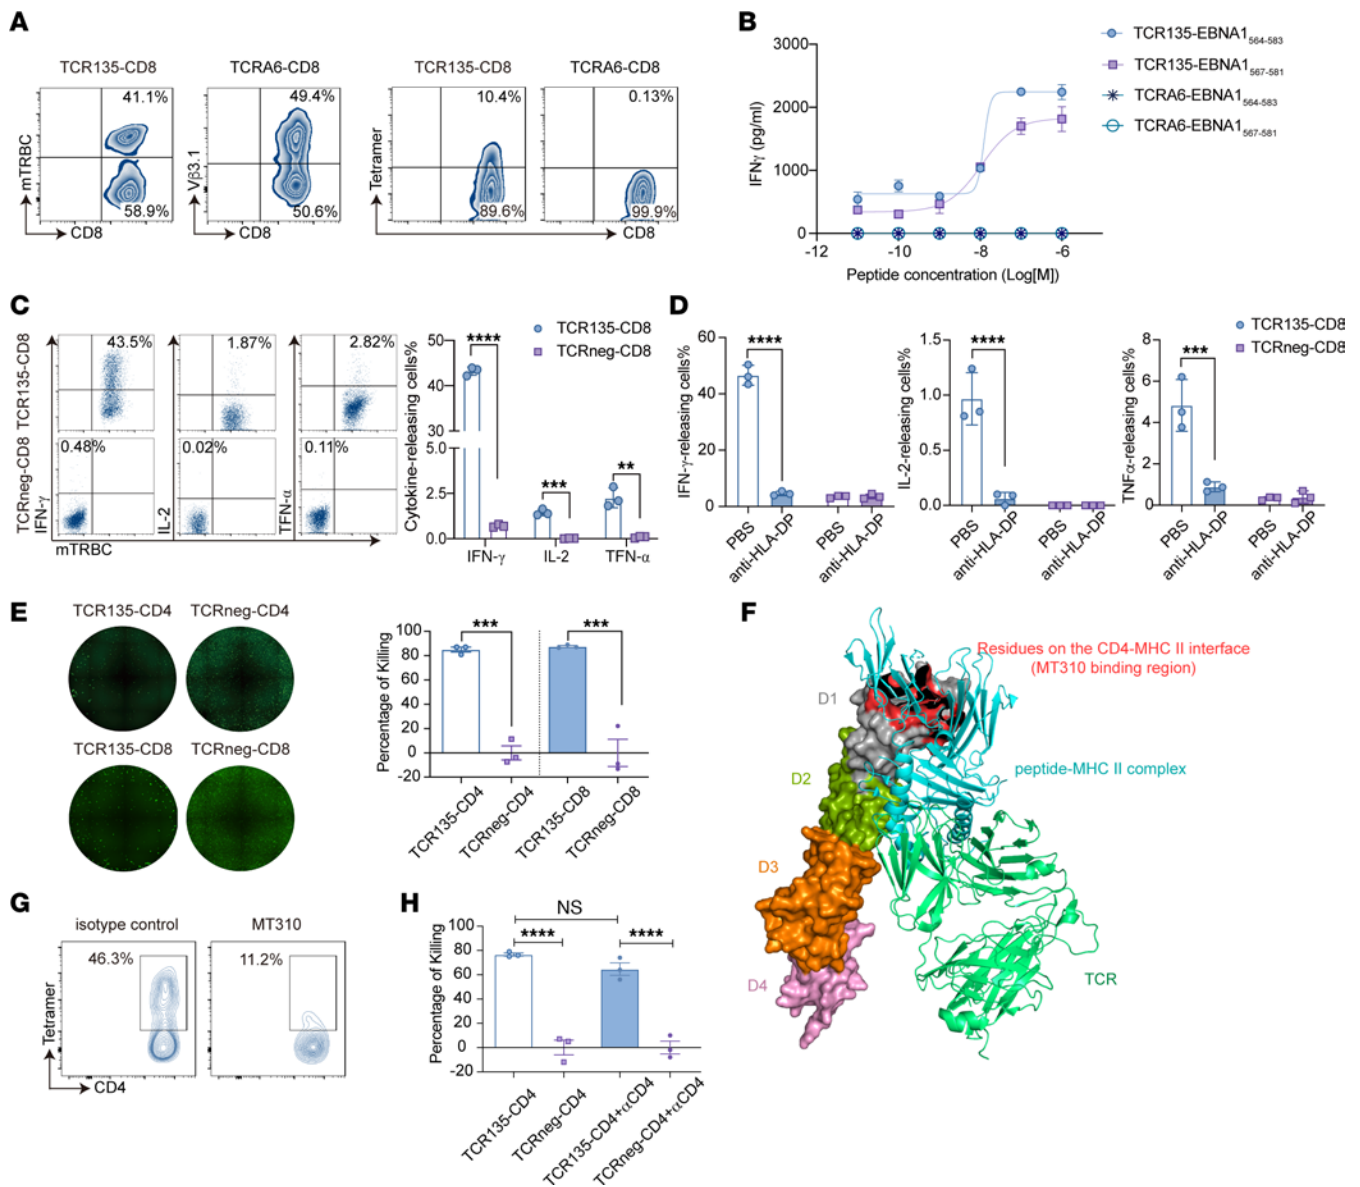 A
TCR135-CD8
TCRA6-CD8
TCR135-CD8
TCRA6-CD8
41.1%
49.4%
10.4%
0.13%
mTRBC
Vβ3.1
Tetramer
58.9%
50.6%
89.6%
99.9%
CD8
CD8
CD8
B
3000
2000
1000
0
IFNγ (pg/ml)
-12
-10
-8
-6
Peptide concentration (Log[M])
TCR135-EBNA1564-583
TCR135-EBNA1567-581
TCRA6-EBNA1564-583
TCRA6-EBNA1567-581
C
TCR135-CD8
43.5%
1.87%
2.82%
TCRneg-CD8
0.48%
0.02%
0.11%
IFN-γ
IL-2
TFN-α
mTRBC
Cytokine-releasing cells%
50
40
30
5.0
2.5
0.0
****
***
**
IFN-γ
IL-2
TFN-α
TCR135-CD8
TCRneg-CD8
D
IFN-γ-releasing cells%
60
40
20
0
****
PBS
anti-HLA-DP
PBS
anti-HLA-DP
IL-2-releasing cells%
1.5
1.0
0.5
0.0
****
PBS
anti-HLA-DP
PBS
anti-HLA-DP
TNFα-releasing cells%
8
6
4
2
0
***
PBS
anti-HLA-DP
PBS
anti-HLA-DP
TCR135-CD8
TCRneg-CD8
E
TCR135-CD4
TCRneg-CD4
TCR135-CD8
TCRneg-CD8
Percentage of Killing
100
80
60
40
20
0
-20
***
***
TCR135-CD4
TCRneg-CD4
TCR135-CD8
TCRneg-CD8
F
Residues on the CD4-MHC II interface
(MT310 binding region)
D1
D2
peptide-MHC II complex
D3
D4
TCR
G
isotype control
MT310
46.3%
11.2%
Tetramer
CD4
H
Percentage of Killing
100
80
60
40
20
0
-20
NS
****
****
TCR135-CD4
TCRneg-CD4
TCR135-CD4+αCD4
TCRneg-CD4+αCD4